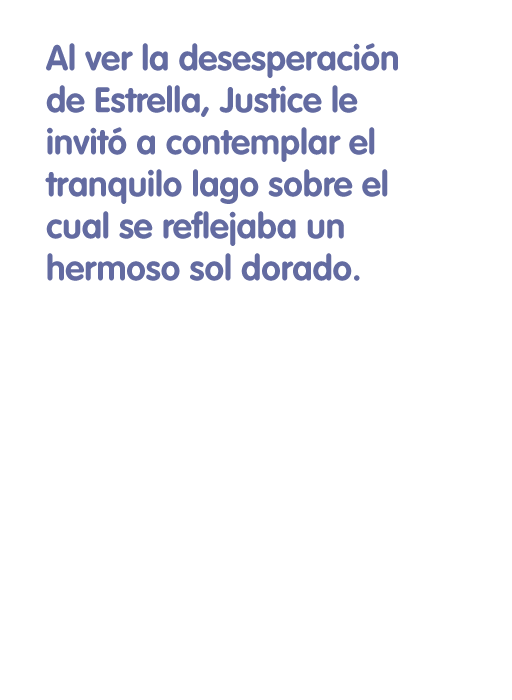 Al ver la desesperación
de Estrella, Justice le
invitó a contemplar el
tranquilo lago sobre el
cual se reflejaba un
hermoso sol dorado.